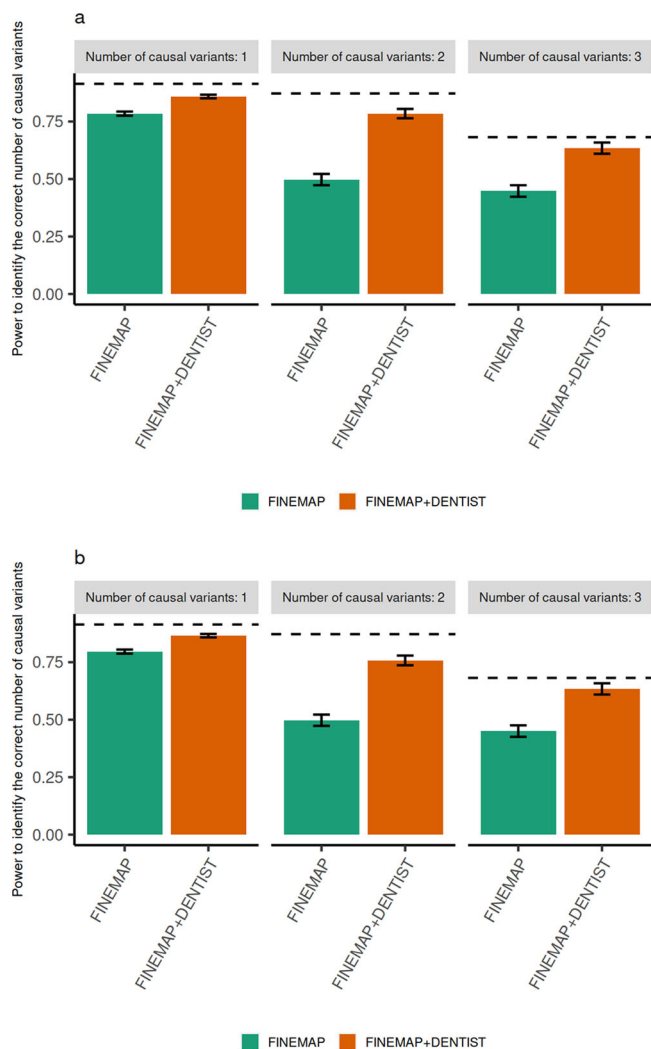 a
Number of causal variants: 1 Number of causal variants: 2 Number of causal variants: 3
Power to identify the correct number of causal variants
0.75
0.50
0.25
0.00
FINEMAP FINEMAP+DENTIST FINEMAP FINEMAP+DENTIST FINEMAP FINEMAP+DENTIST
FINEMAP FINEMAP+DENTIST
b
Number of causal variants: 1 Number of causal variants: 2 Number of causal variants: 3
Power to identify the correct number of causal variants
0.75
0.50
0.25
0.00
FINEMAP FINEMAP+DENTIST FINEMAP FINEMAP+DENTIST FINEMAP FINEMAP+DENTIST
FINEMAP FINEMAP+DENTIST